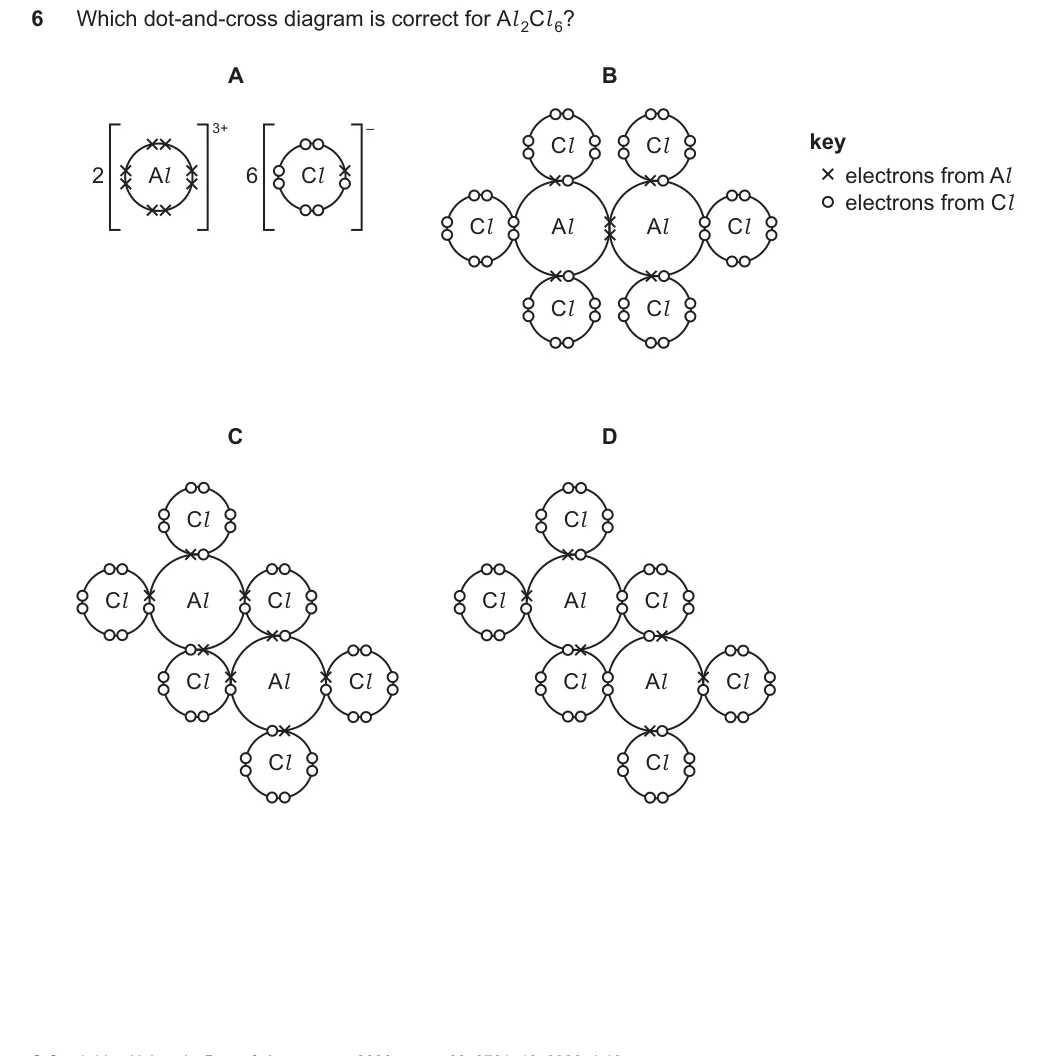 6 Which dot-and-cross diagram is correct for Al2Cl6?
A B
2 [Al]3+ 6 [Cl]–
Cl Cl
Cl Al Al Cl
Cl Cl
key
× electrons from Al
o electrons from Cl
C D
Cl Cl
Cl Al Cl Cl Al Cl
Cl Al Cl Cl Al Cl
Cl Cl